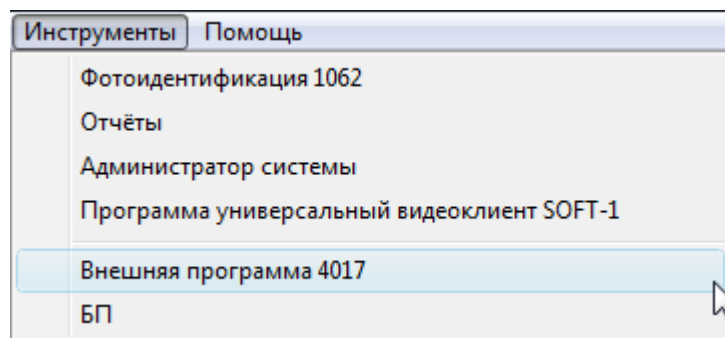 Инструменты Помощь
Фотоидентификация 1062
Отчёты
Администратор системы
Программа универсальный видеоклиент SOFT-1
Внешняя программа 4017
БП